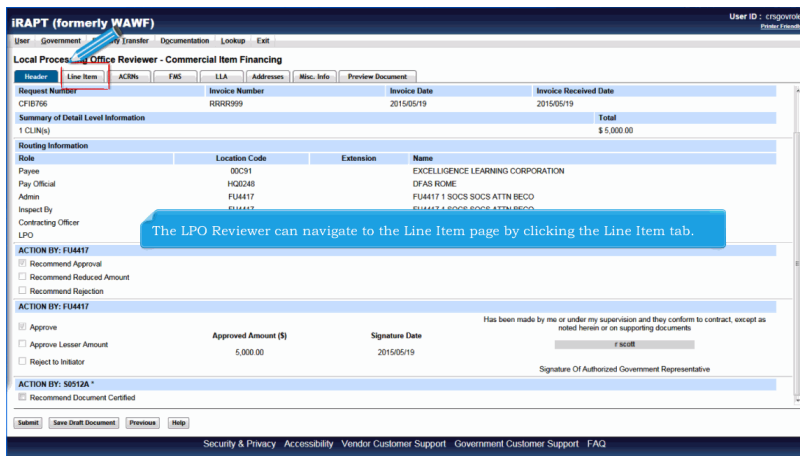 User ID : crsgovrole
iRAPT (formerly WAWF)
Printer Friendly
User Government Transfer Documentation Lookup Exit
Local Processing Office Reviewer - Commercial Item Financing
Header Line Item ACRNs FMS LLA Addresses Misc. Info Preview Document
Request Number Invoice Number Invoice Date Invoice Received Date
CFIB766 RRRR999 2015/05/19 2015/05/19
Summary of Detail Level Information Total
1 CLIN(s) $ 5,000.00
Routing Information
Role Location Code Extension Name
Payee 00C91 EXCELLIGENCE LEARNING CORPORATION
Pay Official HQ0248 DFAS ROME
Admin FU4417 FU4417 1 SOCS SOCS ATTN BECO
Inspect By FU4417 FU4417 1 SOCS SOCS ATTN BECO
Contracting Officer
LPO
The LPO Reviewer can navigate to the Line Item page by clicking the Line Item tab.
ACTION BY: FU4417
Recommend Approval
Recommend Reduced Amount
Recommend Rejection
ACTION BY: FU4417
Approve
Approve Lesser Amount
Reject to Initiator
Approved Amount ($) Signature Date
5,000.00 2015/05/19
Has been made by me or under my supervision and they conform to contract, except as
noted herein or on supporting documents
r scott
Signature Of Authorized Government Representative
ACTION BY: S0512A *
Recommend Document Certified
Submit Save Draft Document Previous Help
Security & Privacy Accessibility Vendor Customer Support Government Customer Support FAQ